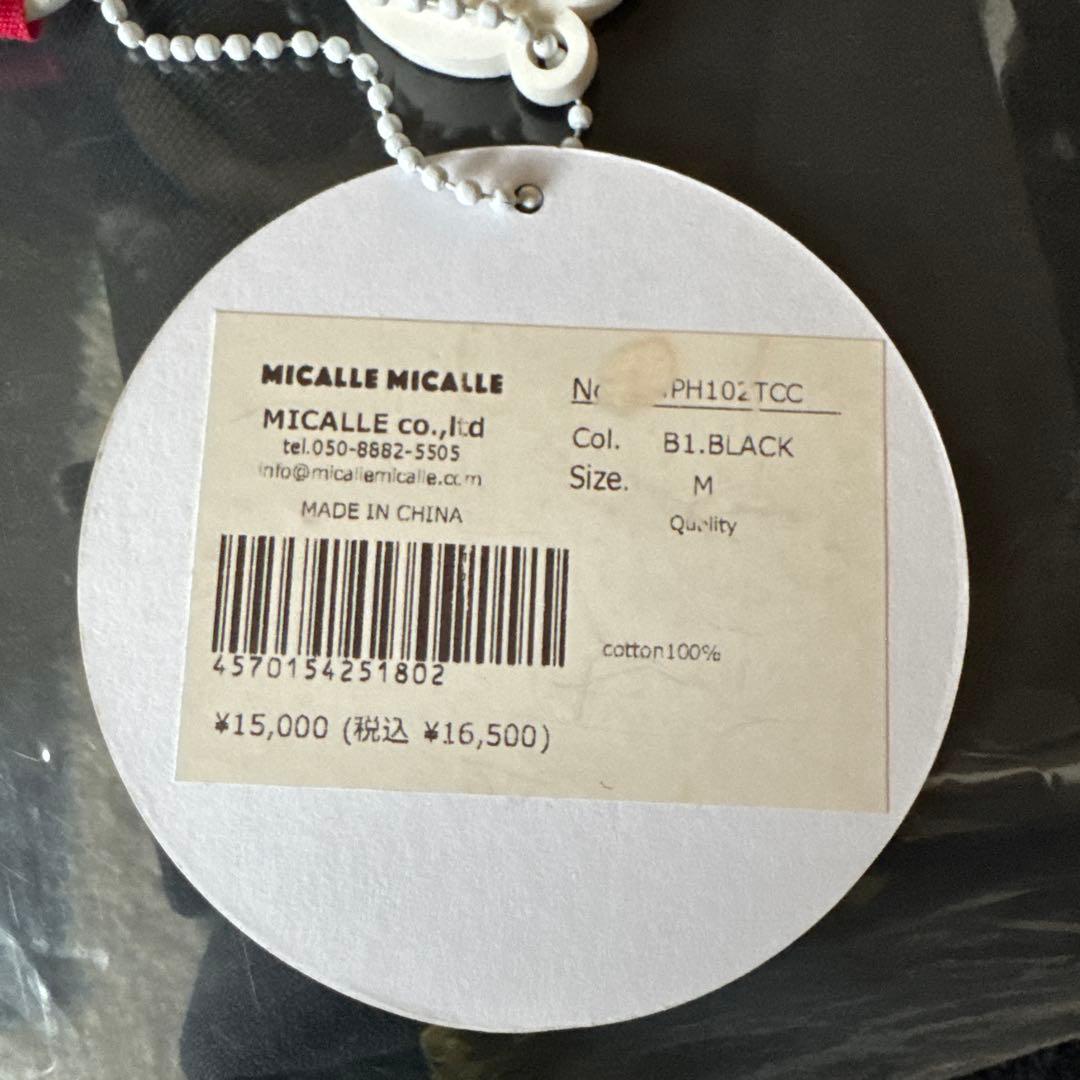 MICALLE MICALLE
MICALLE co.,ltd
tel.050-8882-5505
info@micallemicalle.com
MADE IN CHINA
4570154251802
¥15,000 (税込 ¥16,500)
PH102TCC
Col. B1.BLACK
Size. M
Quality
cotton100%